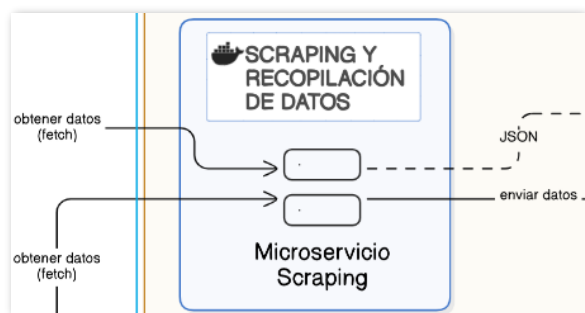 SCRAPING Y
RECOPILACIÓN
DE DATOS
obtener datos
(fetch)
JSON
enviar datos
obtener datos
(fetch)
Microservicio
Scraping